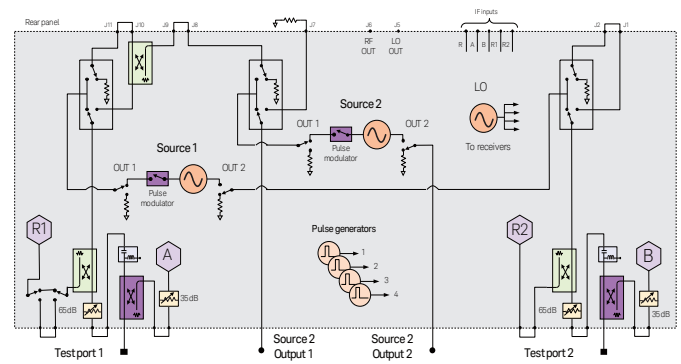 Rear panel
J11 J10 J9 J8 J7 J6 J5 J2 J1
RF
OUT
LO
OUT
IF inputs
R A B R1 R2
Source 2
LO
OUT 1
OUT 2
Pulse
modulator
To receivers
Source 1
OUT 1
OUT 2
Pulse
modulator
R1
A
Pulse generators
1
2
3
4
R2
B
65dB
35dB
65dB
35dB
Test port 1
Source 2
Output 1
Source 2
Output 2
Test port 2